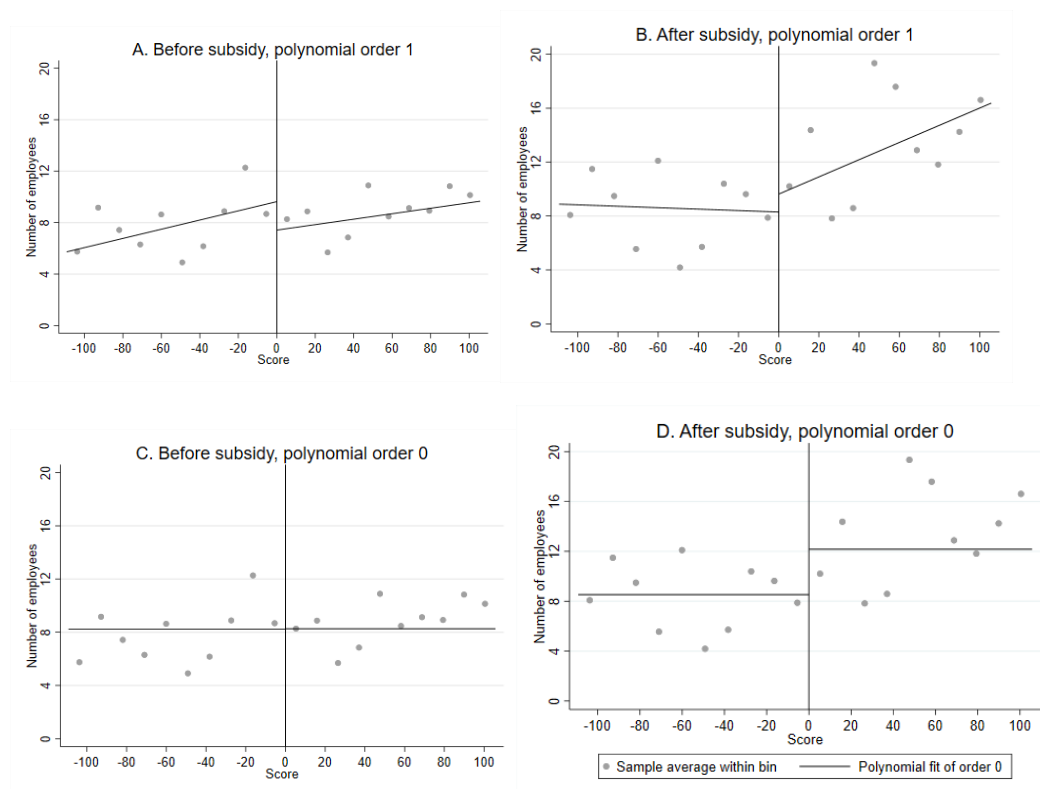 A. Before subsidy, polynomial order 1
Number of employees
20
16
12
8
4
0
-100 -80 -60 -40 -20 0 20 40 60 80 100
Score
B. After subsidy, polynomial order 1
Number of employees
20
16
12
8
4
0
-100 -80 -60 -40 -20 0 20 40 60 80 100
Score
C. Before subsidy, polynomial order 0
Number of employees
20
16
12
8
4
0
-100 -80 -60 -40 -20 0 20 40 60 80 100
Score
D. After subsidy, polynomial order 0
Number of employees
20
16
12
8
4
0
-100 -80 -60 -40 -20 0 20 40 60 80 100
Score
Sample average within bin Polynomial fit of order 0